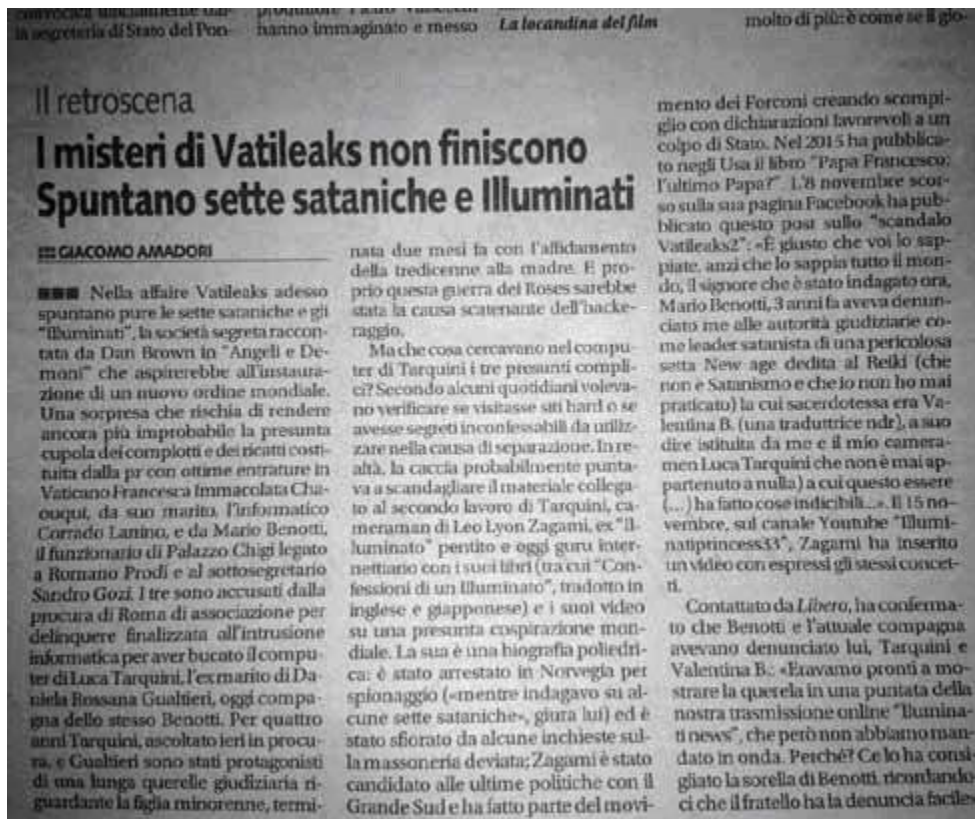 la segreteria di Stato del Pon-
hanno immaginato e messo
La locandina del film
molto di più: è come se il gio-
Il retroscena
I misteri di Vatileaks non finiscono
Spuntano sette sataniche e Illuminati
GIACOMO AMADORI
Nella affaire Vatileaks adesso
spuntano pure le sette sataniche e gli
"Illuminati", la società segreta raccon-
tata da Dan Brown in "Angeli e De-
moni" che aspirerebbe all'instaura-
zione di un nuovo ordine mondiale.
Una sorpresa che rischia di rendere
ancora più improbabile la presunta
cupola dei complotti e dei ricatti costi-
tuita dalla pr con ottime entrature in
Vaticano Francesca Immacolata Cha-
ouqui, da suo marito, l'informatico
Corrado Lanino, e da Mario Benotti,
il funzionario di Palazzo Chigi legato
a Romano Prodi e al sottosegretario
Sandro Gozi. I tre sono accusati dalla
procura di Roma di associazione per
delinquere finalizzata all'intrusione
informatica per aver bucato il compu-
ter di Luca Tarquini, l'ex marito di Da-
niela Rossana Gualtieri, oggi compa-
gna dello stesso Benotti. Per quattro
anni Tarquini, ascoltato ieri in procu-
ra, e Gualtieri sono stati protagonisti
di una lunga querelle giudiziaria ri-
guardante la figlia minorenne, termi-
nata due mesi fa con l'affidamento
della tredicenne alla madre. E pro-
prio questa guerra dei Roses sarebbe
stata la causa scatenante dell'hacke-
raggio.
Ma che cosa cercavano nel compu-
ter di Tarquini i tre presunti compli-
ci? Secondo alcuni quotidiani voleva-
no verificare se visitasse siti hard o se
avesse segreti inconfessabili da utiliz-
zare nella causa di separazione. In re-
altà, la caccia probabilmente punta-
va a scandagliare il materiale collega-
to al secondo lavoro di Tarquini, ca-
meraman di Leo Lyon Zagami, ex "il-
luminato" pentito e oggi guru inter-
nettiano con i suoi libri (tra cui "Con-
fessioni di un Illuminato", tradotto in
inglese e giapponese) e i suoi video
su una presunta cospirazione mon-
diale. La sua è una biografia poliedri-
ca: è stato arrestato in Norvegia per
spionaggio («mentre indagavo su al-
cune sette sataniche», giura lui) ed è
stato sfiorato da alcune inchieste sul-
la massoneria deviata; Zagami è stato
candidato alle ultime politiche con il
Grande Sud e ha fatto parte del movi-
mento dei Forconi creando scompi-
glio con dichiarazioni favorevoli a un
colpo di Stato. Nel 2015 ha pubblica-
to negli Usa il libro "Papa Francesco:
l'ultimo Papa?". L'8 novembre scor-
so sulla sua pagina Facebook ha pub-
blicato questo post sullo "scandalo
Vatileaks2": «È giusto che voi lo sap-
piate, anzi che lo sappia tutto il mon-
do, il signore che è stato indagato ora,
Mario Benotti, 3 anni fa aveva denun-
ciato me alle autorità giudiziarie co-
me leader satanista di una pericolosa
setta New age dedita al Reiki (che
non è Satanismo e che io non ho mai
praticato) la cui sacerdotessa era Va-
lentina B. (una traduttrice ndr), a suo
dire istituita da me e il mio camera-
men Luca Tarquini che non è mai ap-
partenuto a nulla) a cui questo essere
(...) ha fatto cose indicibili...». Il 15 no-
vembre, sul canale Youtube "Illumi-
natiprincess33", Zagami ha inserito
un video con espressi gli stessi concet-
ti.
Contattato da Libero, ha conferma-
to che Benotti e l'attuale compagna
avevano denunciato lui, Tarquini e
Valentina B.: «Eravamo pronti a mo-
strare la querela in una puntata della
nostra trasmissione online "Ilumina-
ti news", che però non abbiamo man-
dato in onda. Perché? Ce lo ha consi-
gliato la sorella di Benotti, ricordando-
ci che il fratello ha la denuncia facile»